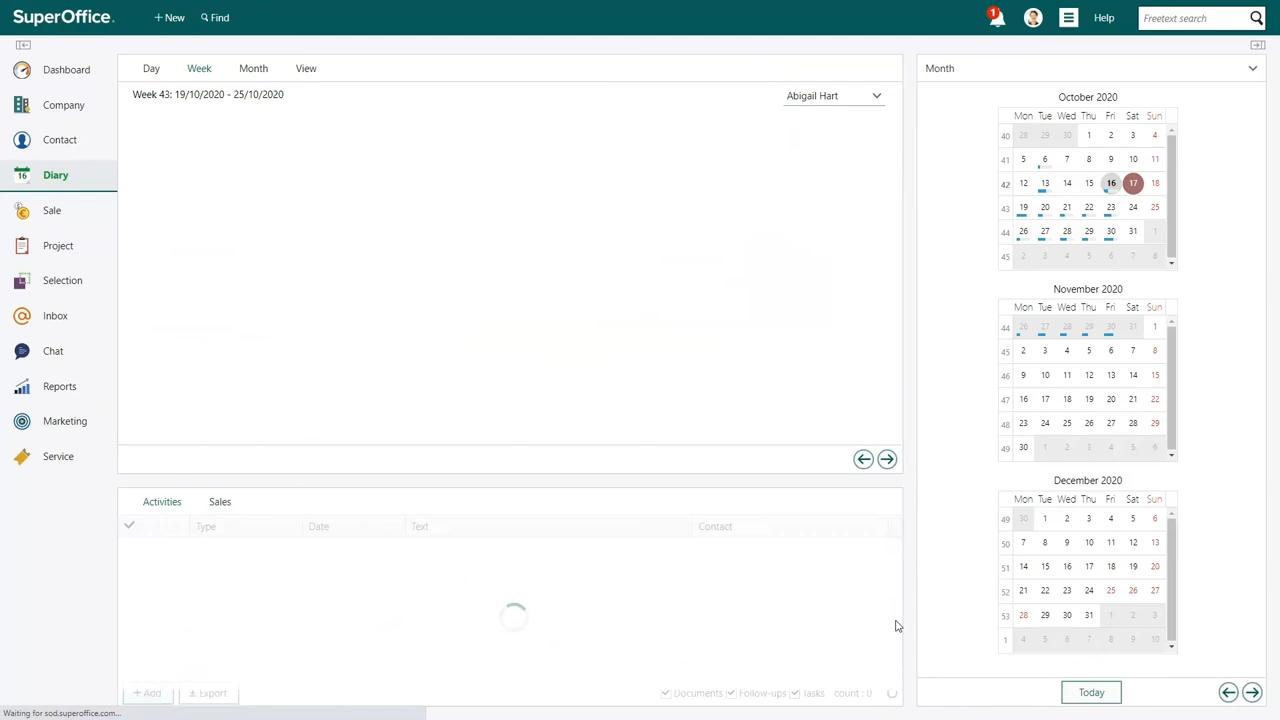 SuperOffice.
+ New
Find
1
Help
Freetext search
Dashboard
Company
Contact
16
Diary
Sale
Project
Selection
Inbox
Chat
Reports
Marketing
Service
Day Week Month View
Week 43: 19/10/2020 - 25/10/2020
Abigail Hart
Activities Sales
Type Date Text Contact
+ Add
Export
Documents Follow-ups Tasks count : 0
Waiting for sod.superoffice.com...
Month
October 2020
Mon Tue Wed Thu Fri Sat Sun
40 28 29 30 1 2 3 4
41 5 6 7 8 9 10 11
42 12 13 14 15 16 17 18
43 19 20 21 22 23 24 25
44 26 27 28 29 30 31 1
45 2 3 4 5 6 7 8
November 2020
Mon Tue Wed Thu Fri Sat Sun
44 26 27 28 29 30 31 1
45 2 3 4 5 6 7 8
46 9 10 11 12 13 14 15
47 16 17 18 19 20 21 22
48 23 24 25 26 27 28 29
49 30 1 2 3 4 5 6
December 2020
Mon Tue Wed Thu Fri Sat Sun
49 30 1 2 3 4 5 6
50 7 8 9 10 11 12 13
51 14 15 16 17 18 19 20
52 21 22 23 24 25 26 27
53 28 29 30 31 1 2 3
1 4 5 6 7 8 9 10
Today